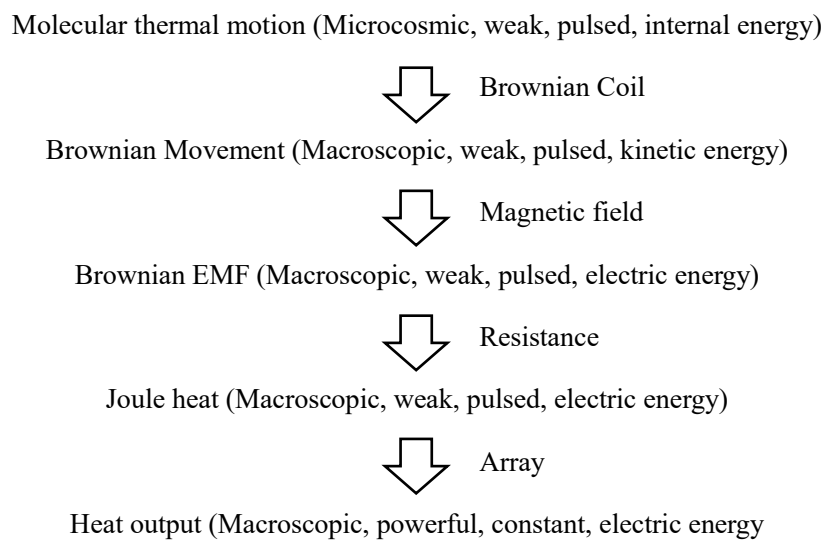 Molecular thermal motion (Microcosmic, weak, pulsed, internal energy)
Brownian Coil
Brownian Movement (Macroscopic, weak, pulsed, kinetic energy)
Magnetic field
Brownian EMF (Macroscopic, weak, pulsed, electric energy)
Resistance
Joule heat (Macroscopic, weak, pulsed, electric energy)
Array
Heat output (Macroscopic, powerful, constant, electric energy